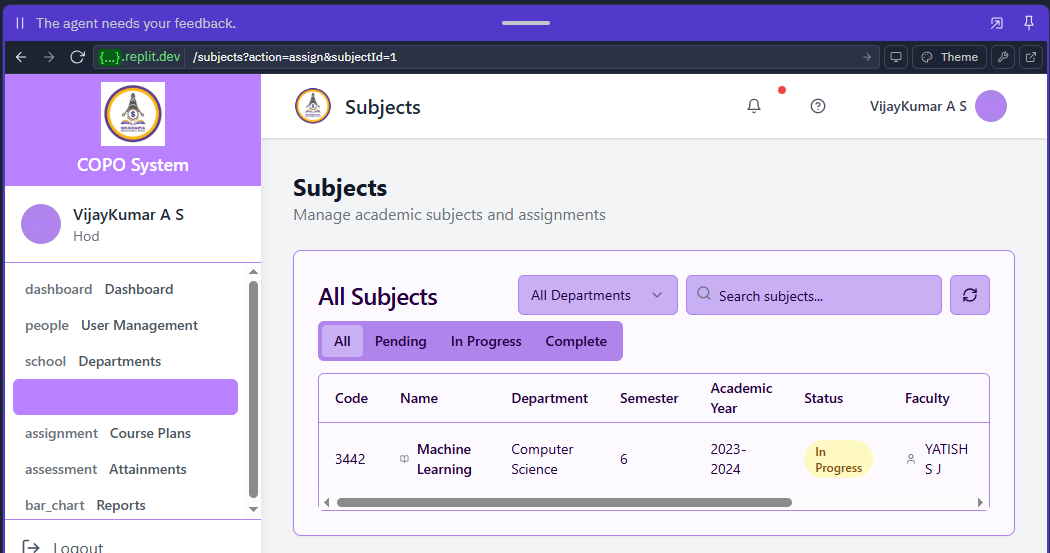 The agent needs your feedback.
{...}.replit.dev /subjects?action=assign&subjectId=1 Theme
COPO System
VijayKumar A S
Hod
dashboard Dashboard
people User Management
school Departments
assignment Course Plans
assessment Attainments
bar_chart Reports
Logout
Subjects
VijayKumar A S
Subjects
Manage academic subjects and assignments
All Subjects
All Departments
Search subjects...
All Pending In Progress Complete
Code Name Department Semester Academic Year Status Faculty
3442 Machine Learning Computer Science 6 2023-2024 In Progress YATISH S J